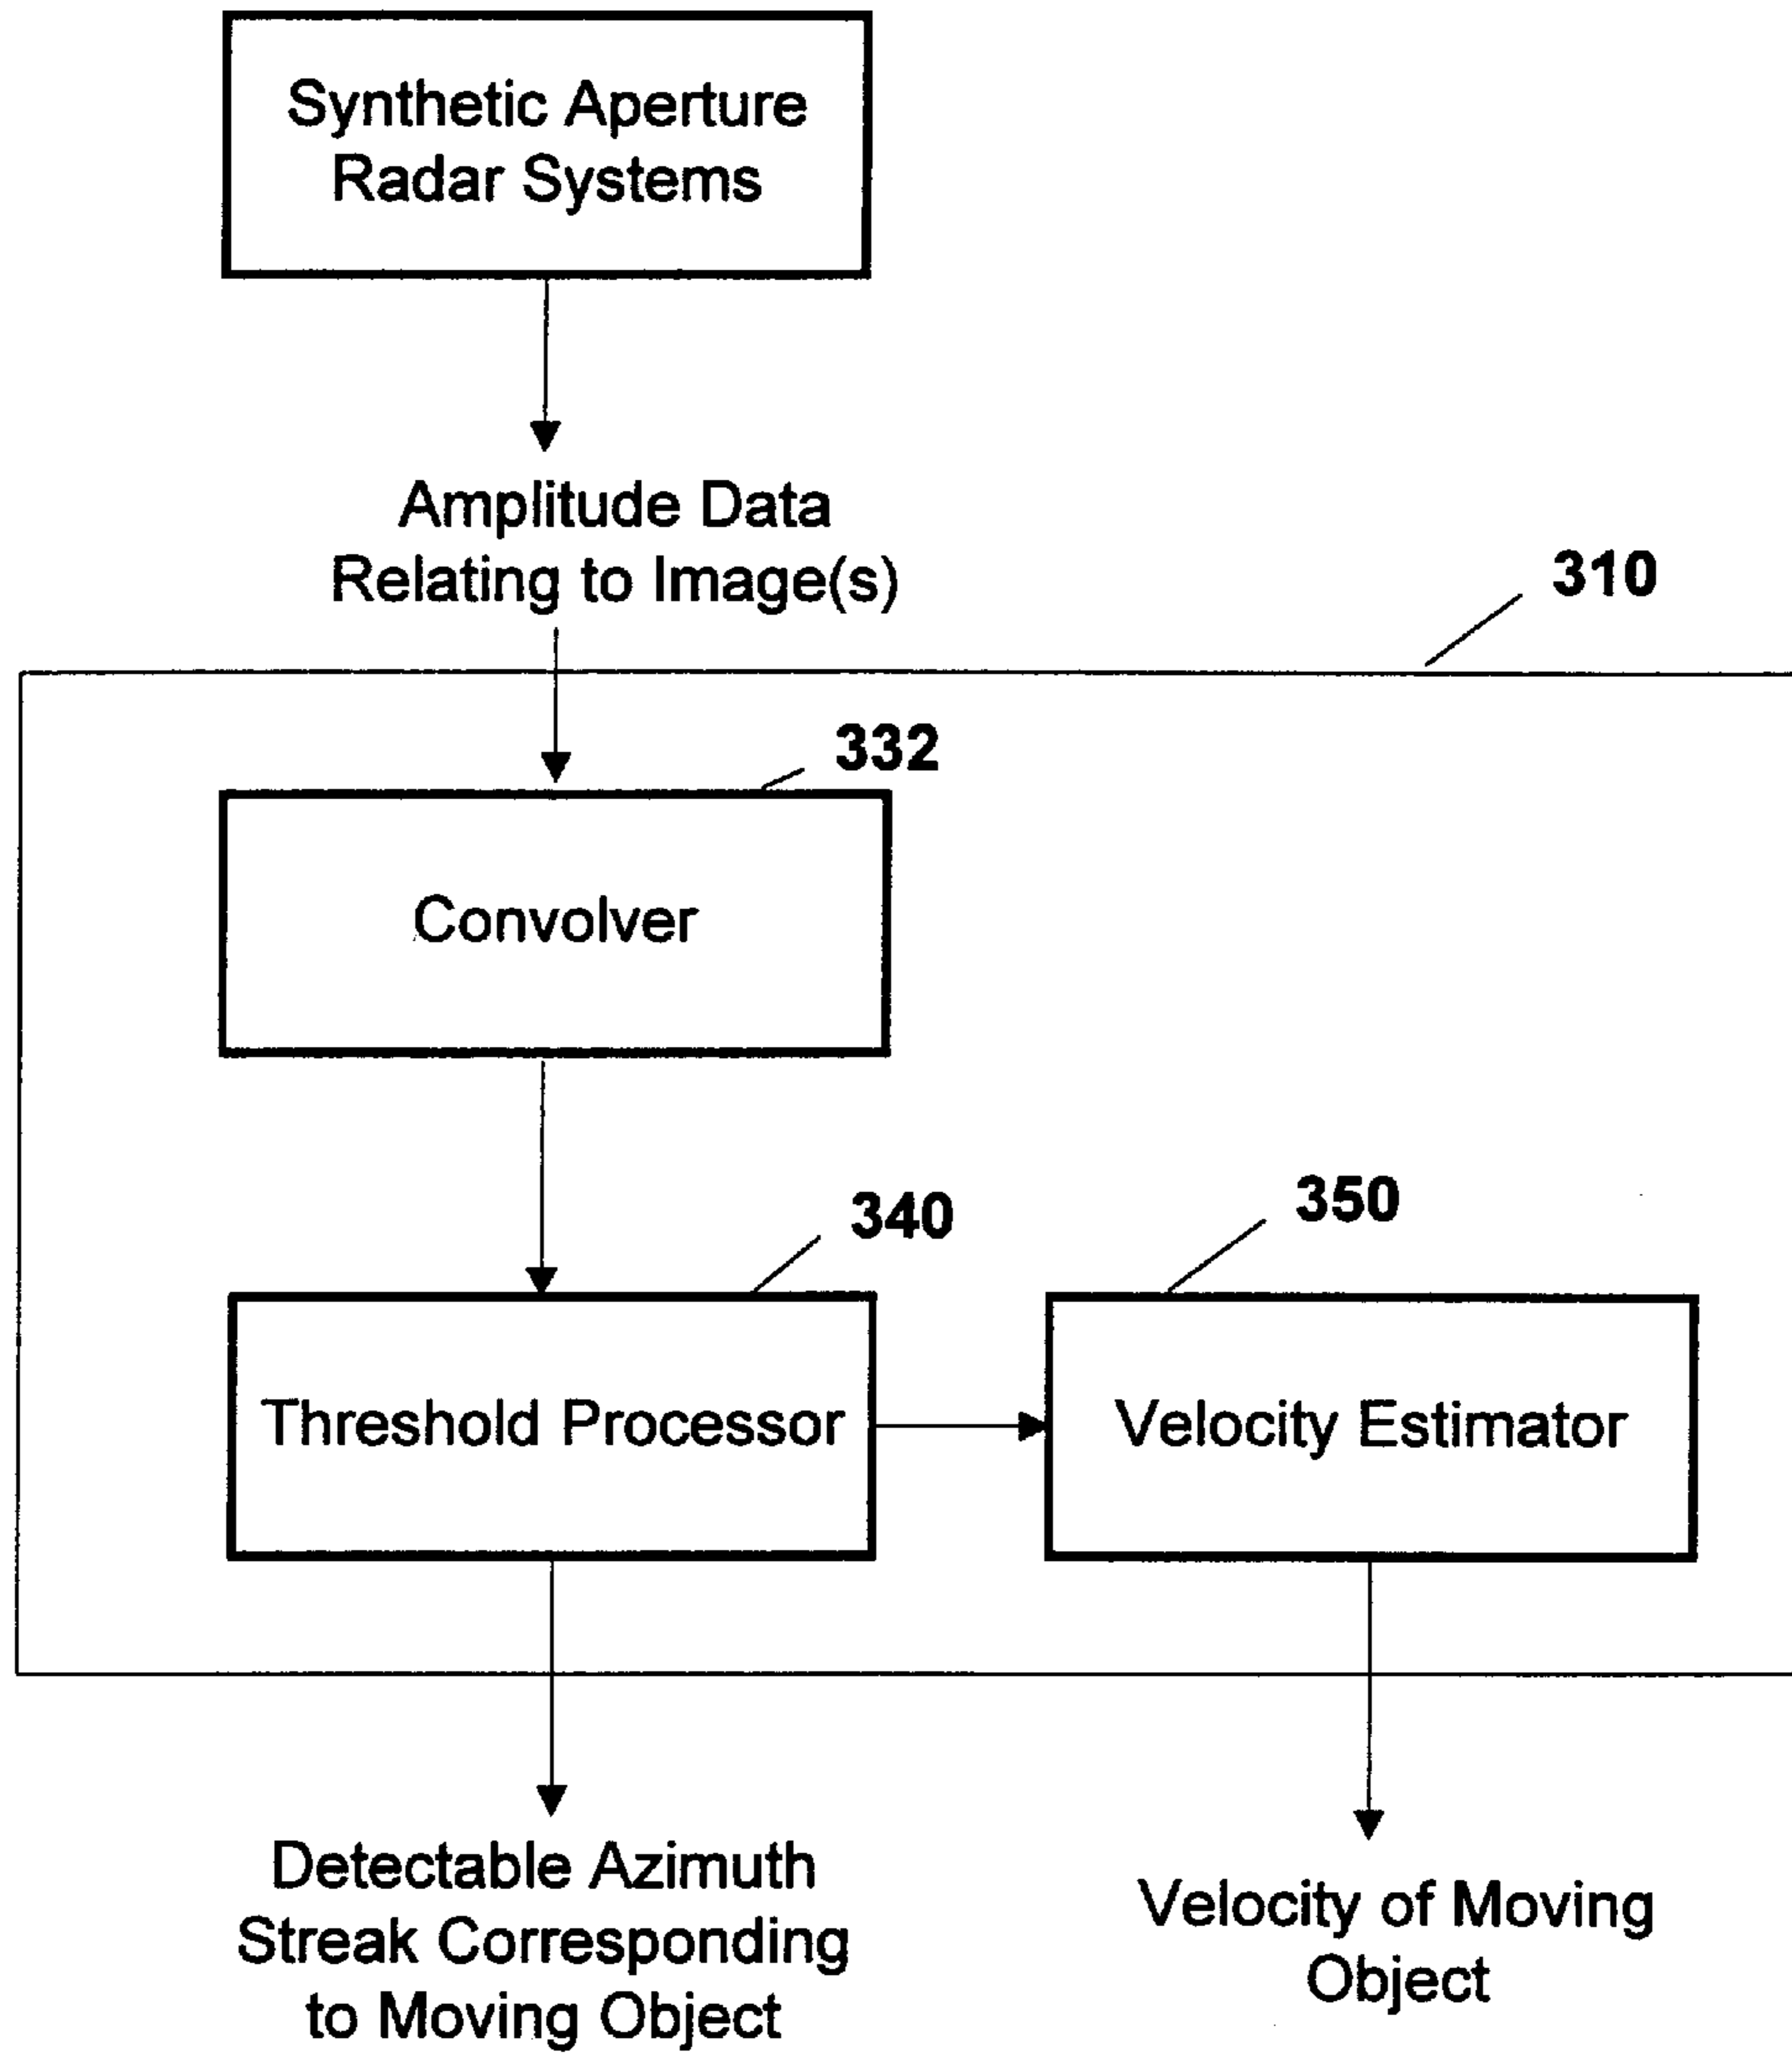 Synthetic Aperture
Radar Systems
Amplitude Data
Relating to Image(s)
310
332
Convolver
340
350
Threshold Processor
Velocity Estimator
Detectable Azimuth
Streak Corresponding
to Moving Object
Velocity of Moving
Object